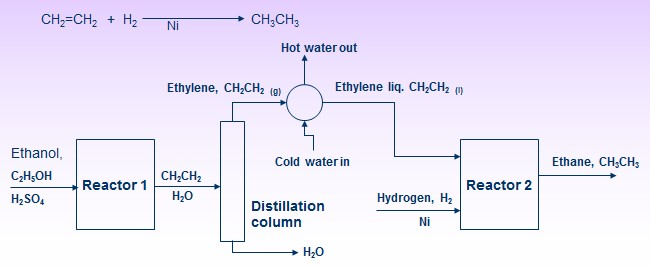 CH₂=CH₂ + H₂ Ni CH₃CH₃
Hot water out
Ethylene, CH₂CH₂ (g)
Ethylene liq. CH₂CH₂ (l)
Cold water in
Ethanol,
C₂H₅OH
H₂SO₄
Reactor 1
CH₂CH₂
H₂O
Distillation
column
H₂O
Hydrogen, H₂
Ni
Reactor 2
Ethane, CH₃CH₃